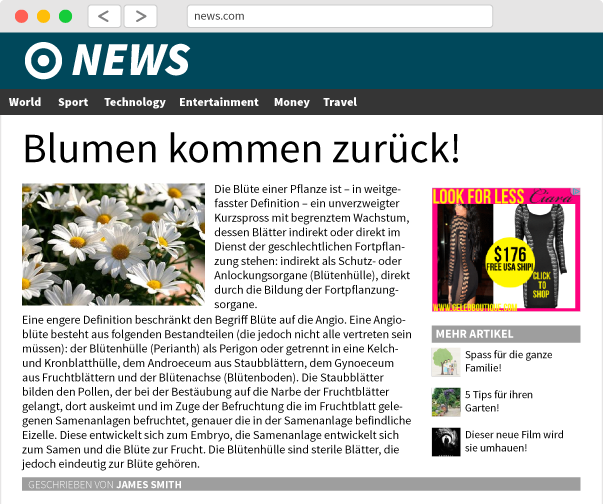 news.com
NEWS
World Sport Technology Entertainment Money Travel
Blumen kommen zurück!
Die Blüte einer Pflanze ist – in weitge-
fasster Definition – ein unverzweigter
Kurzspross mit begrenztem Wachstum,
dessen Blätter indirekt oder direkt im
Dienst der geschlechtlichen Fortpflan-
zung stehen: indirekt als Schutz- oder
Anlockungsorgane (Blütenhülle), direkt
durch die Bildung der Fortpflanzung-
sorgane.
Eine engere Definition beschränkt den Begriff Blüte auf die Angio. Eine Angio-
blüte besteht aus folgenden Bestandteilen (die jedoch nicht alle vertreten sein
müssen): der Blütenhülle (Perianth) als Perigon oder getrennt in eine Kelch-
und Kronblatthülle, dem Androeceum aus Staubblättern, dem Gynoeceum
aus Fruchtblättern und der Blütenachse (Blütenboden). Die Staubblätter
bilden den Pollen, der bei der Bestäubung auf die Narbe der Fruchtblätter
gelangt, dort auskeimt und im Zuge der Befruchtung die im Fruchtblatt gele-
genen Samenanlagen befruchtet, genauer die in der Samenanlage befindliche
Eizelle. Diese entwickelt sich zum Embryo, die Samenanlage entwickelt sich
zum Samen und die Blüte zur Frucht. Die Blütenhülle sind sterile Blätter, die
jedoch eindeutig zur Blüte gehören.
GESCHRIEBEN VON JAMES SMITH
LOOK FOR LESS Ciara
$176
FREE USA SHIP!
CLICK
TO
SHOP
WWW.CELEBBOUTIQUE.COM
MEHR ARTIKEL
Spass für die ganze
Familie!
5 Tips für ihren
Garten!
Dieser neue Film wird
sie umhauen!